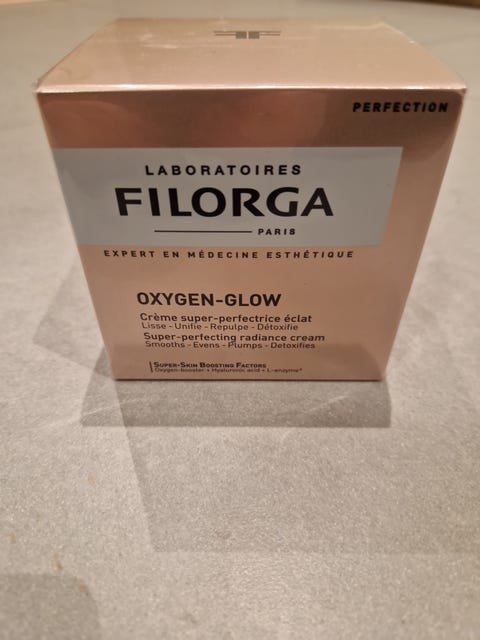 PERFECTION
LABORATOIRES
FILORGA
PARIS
EXPERT EN MÉDECINE ESTHÉTIQUE
OXYGEN-GLOW
Crème super-perfectrice éclat
Lisse - Unifie - Repulpe - Détoxifie
Super-perfecting radiance cream
Smooths - Evens - Plumps - Detoxifies
SUPER-SKIN BOOSTING FACTORS
Oxygen-booster + Hyaluronic acid + L-enzyme*